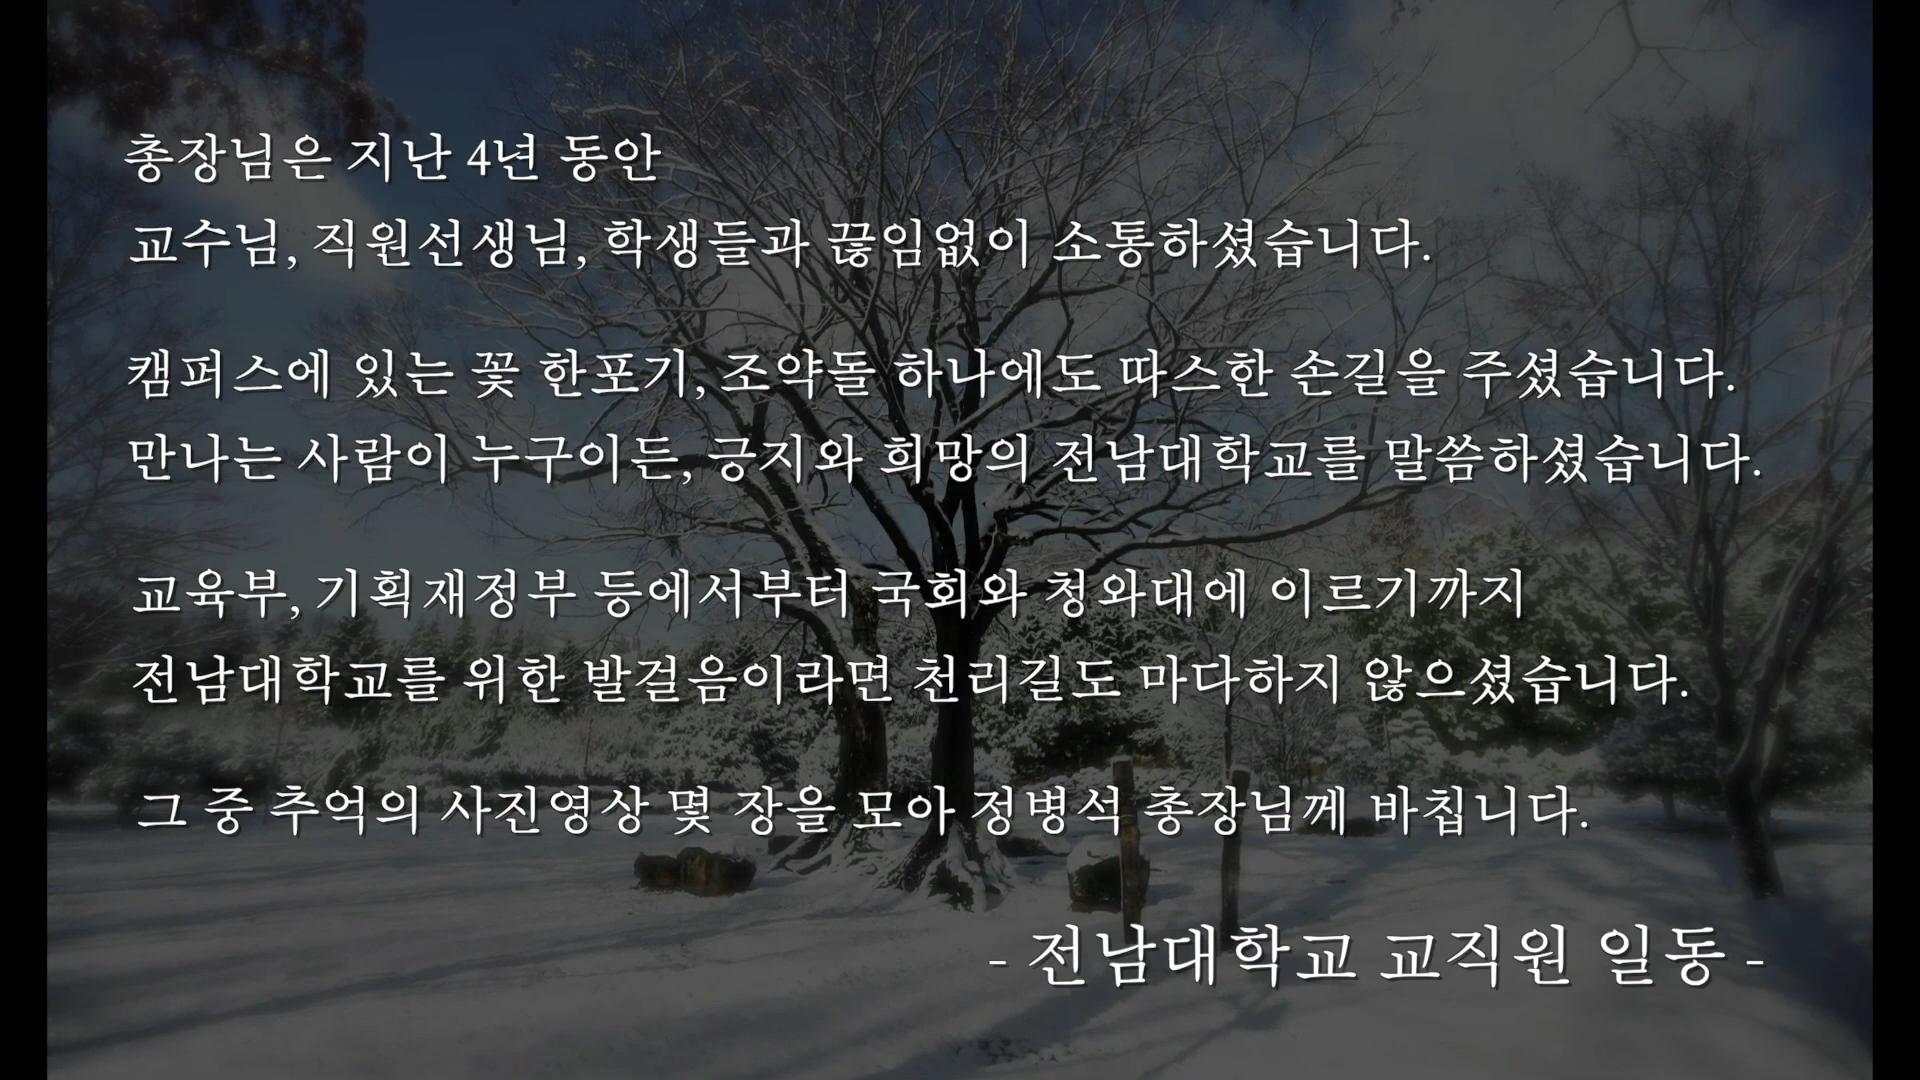 총장님은 지난 4년 동안
교수님, 직원선생님, 학생들과 끊임없이 소통하셨습니다.
캠퍼스에 있는 꽃 한포기, 조약돌 하나에도 따스한 손길을 주셨습니다.
만나는 사람이 누구이든, 긍지와 희망의 전남대학교를 말씀하셨습니다.
교육부, 기획재정부 등에서부터 국회와 청와대에 이르기까지
전남대학교를 위한 발걸음이라면 천리길도 마다하지 않으셨습니다.
그 중 추억의 사진영상 몇 장을 모아 정병석 총장님께 바칩니다.
- 전남대학교 교직원 일동 -